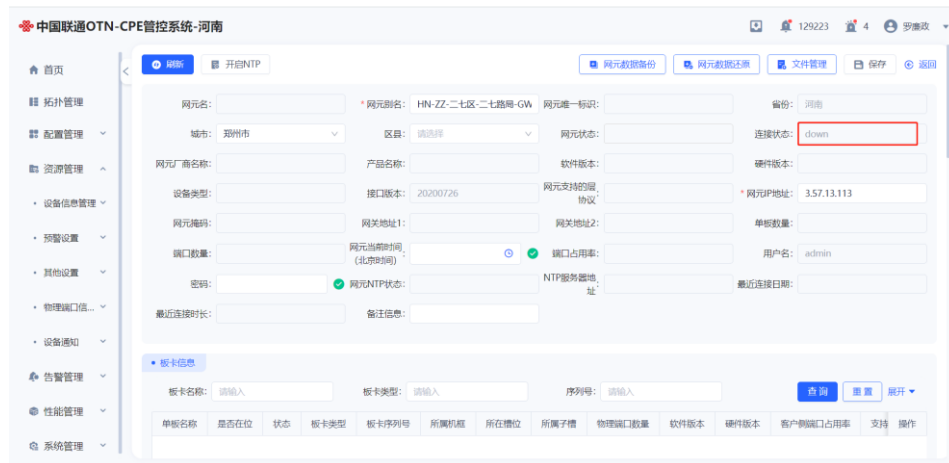 中国联通OTN-CPE管控系统-河南
129223
4
罗廉政
首页
拓扑管理
配置管理
资源管理
设备信息管理
预警设置
其他设置
物理端口信...
设备通知
告警管理
性能管理
系统管理
刷新 开启NTP 网元数据备份 网元数据还原 文件管理 保存 返回
网元名: * 网元别名: HN-ZZ-二七区-二七路局-GW 网元唯一标识: 省份: 河南
城市: 郑州市 区县: 请选择 网元状态: 连接状态: down
网元厂商名称: 产品名称: 软件版本: 硬件版本:
设备类型: 接口版本: 20200726 网元支持的层协议: * 网元IP地址: 3.57.13.113
网元掩码: 网关地址1: 网关地址2: 单板数量:
端口数量: 网元当前时间(北京时间): 端口占用率: 用户名: admin
密码: 网元NTP状态: NTP服务器地址: 最近连接日期:
最近连接时长: 备注信息:
板卡信息
板卡名称: 请输入 板卡类型: 请输入 序列号: 请输入 查询 重置 展开
单板名称 是否在位 状态 板卡类型 板卡序列号 所属机框 所在槽位 所属子槽 物理端口数量 软件版本 硬件版本 客户侧端口占用率 支持 操作